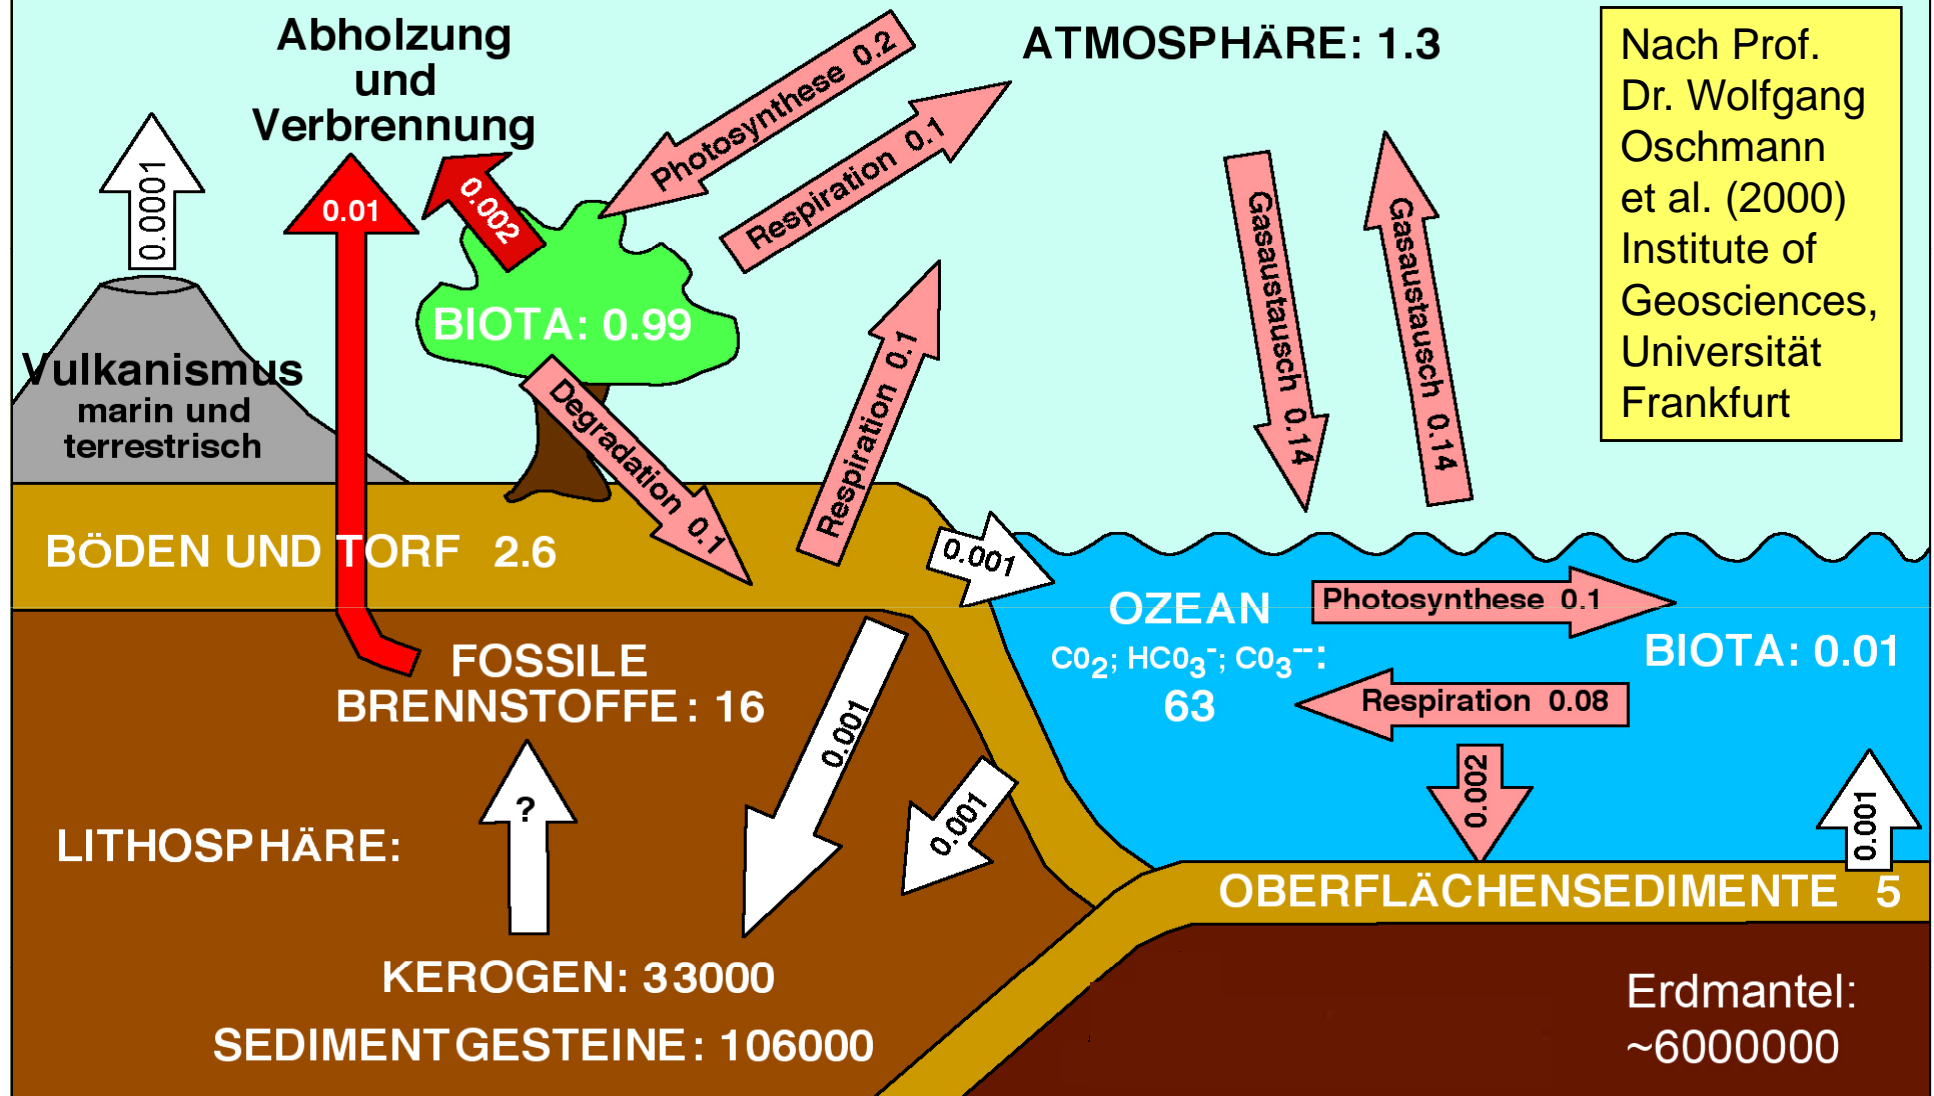 Abholzung
und
Verbrennung
ATMOSPHÄRE: 1.3
Nach Prof.
Dr. Wolfgang
Oschmann
et al. (2000)
Institute of
Geosciences,
Universität
Frankfurt
Photosynthese 0.2
Respiration 0.1
0.0001
0.01
0.002
BIOTA: 0.99
Gasaustausch 0.14
Gasaustausch 0.14
Vulkanismus
marin und
terrestrisch
Degradation 0.1
Respiration 0.1
BÖDEN UND TORF 2.6
0.001
OZEAN
C0₂; HC0₃⁻; C0₃⁻⁻:
63
Photosynthese 0.1
BIOTA: 0.01
Respiration 0.08
FOSSILE
BRENNSTOFFE: 16
0.001
0.001
0.002
0.001
?
LITHOSPHÄRE:
OBERFLÄCHENSEDIMENTE 5
KEROGEN: 33000
SEDIMENTGESTEINE: 106000
Erdmantel:
~6000000